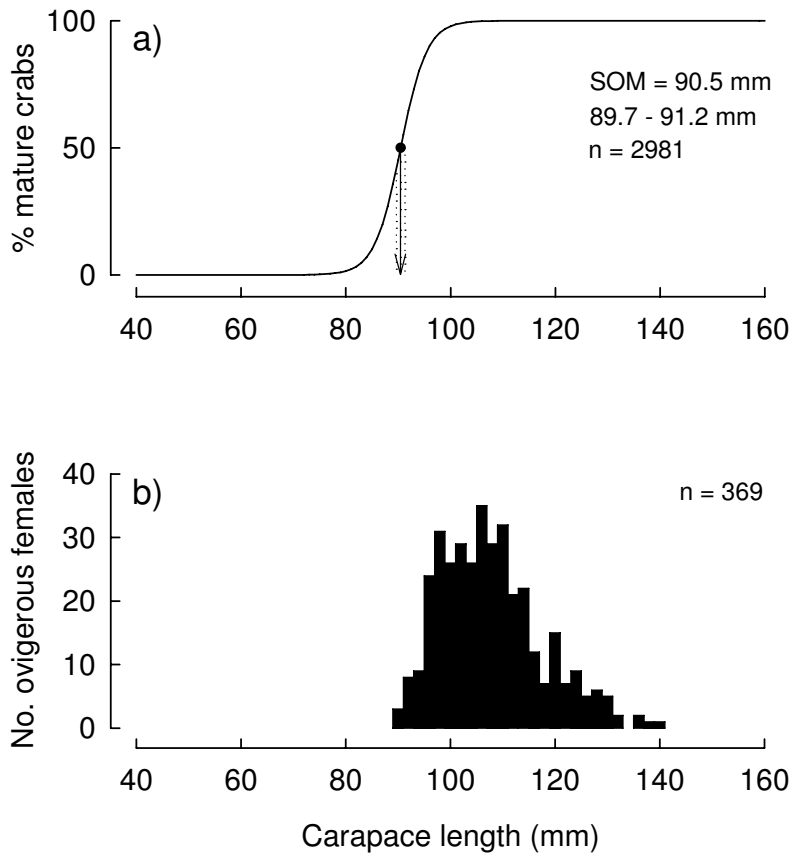 a)
% mature crabs
100
50
0
SOM = 90.5 mm
89.7 - 91.2 mm
n = 2981
40 60 80 100 120 140 160
b)
No. ovigerous females
40
30
20
10
0
n = 369
40 60 80 100 120 140 160
Carapace length (mm)